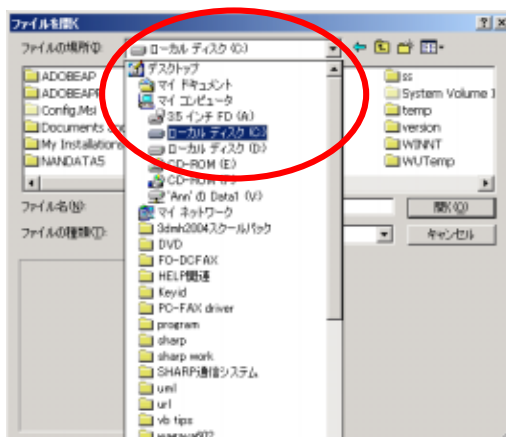 ファイルを開く
ファイルの場所(I):
ローカル ディスク (C:)
ADOBEAP
ADOBEAPP
Config.Msi
Documents and
My Installations
NANDATA5
デスクトップ
マイ ドキュメント
マイ コンピュータ
3.5 インチ FD (A:)
ローカル ディスク (C:)
ローカル ディスク (D:)
CD-ROM (E:)
CD-ROM (F:)
'Ann' の Data1 (V:)
マイ ネットワーク
3dmh2004スクールパック
DVD
FO-DCFAX
HELP関連
Keyid
PC-FAX driver
program
sharp
sharp work
SHARP通信システム
uml
url
vb tips
ss
System Volume I
temp
version
WINNT
WUTemp
ファイル名(N):
開く(O)
ファイルの種類(T):
キャンセル